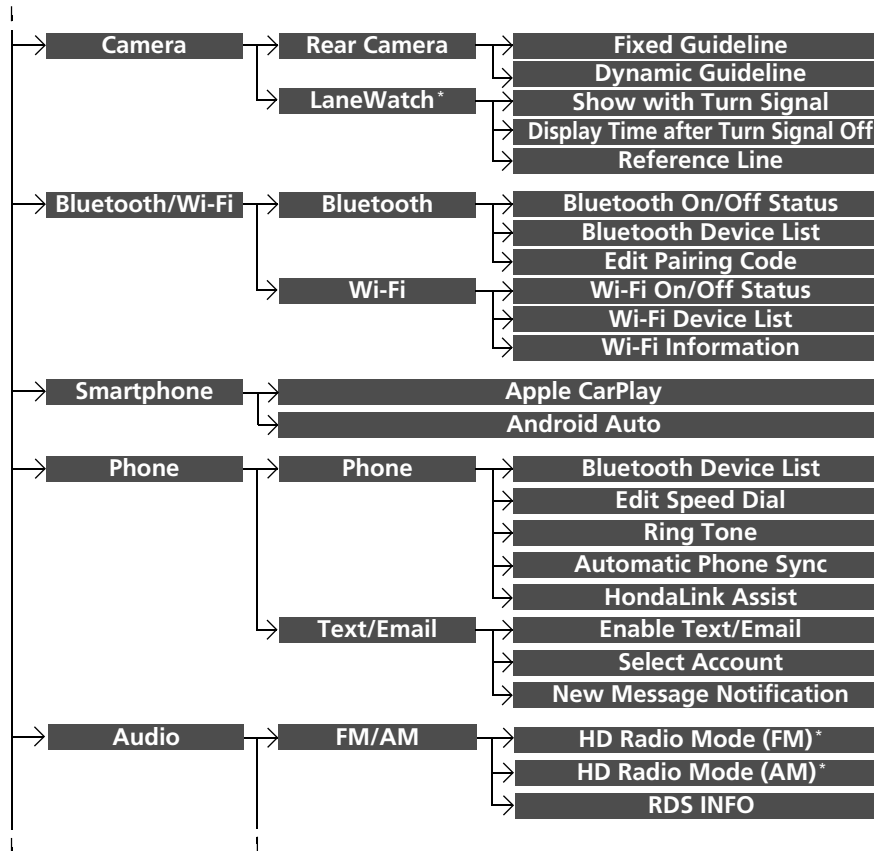 Camera
Rear Camera
Fixed Guideline
Dynamic Guideline
LaneWatch*
Show with Turn Signal
Display Time after Turn Signal Off
Reference Line
Bluetooth/Wi-Fi
Bluetooth
Bluetooth On/Off Status
Bluetooth Device List
Edit Pairing Code
Wi-Fi
Wi-Fi On/Off Status
Wi-Fi Device List
Wi-Fi Information
Smartphone
Apple CarPlay
Android Auto
Phone
Phone
Bluetooth Device List
Edit Speed Dial
Ring Tone
Automatic Phone Sync
HondaLink Assist
Text/Email
Enable Text/Email
Select Account
New Message Notification
Audio
FM/AM
HD Radio Mode (FM)*
HD Radio Mode (AM)*
RDS INFO